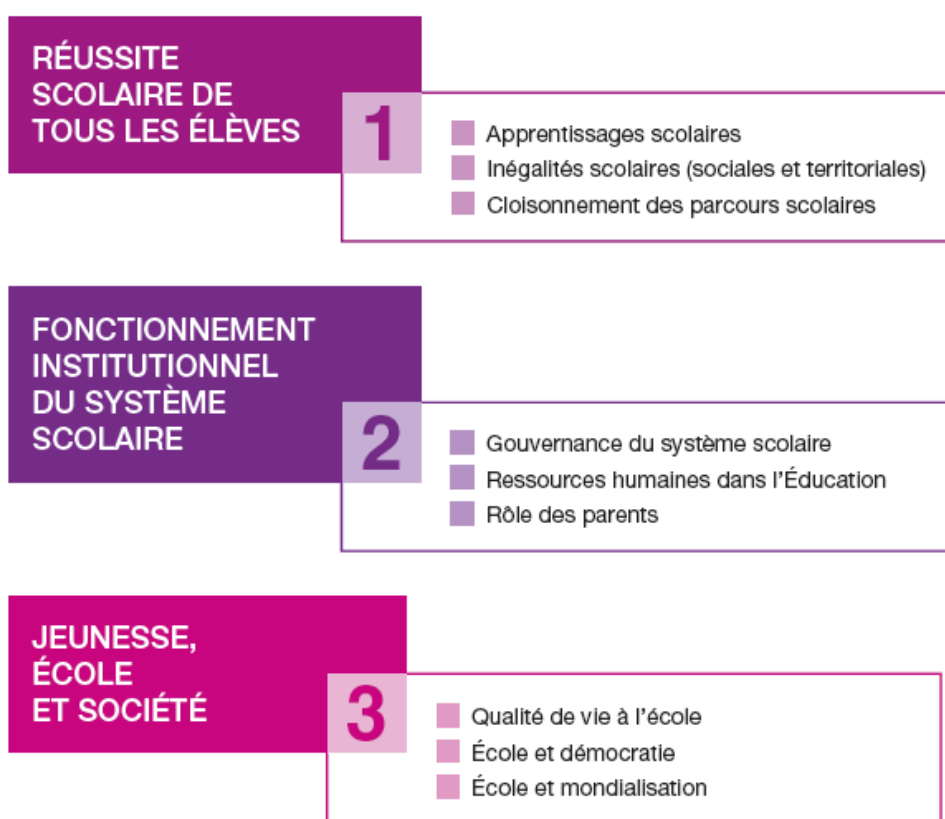 RÉUSSITE
SCOLAIRE DE
TOUS LES ÉLÈVES
1
Apprentissages scolaires
Inégalités scolaires (sociales et territoriales)
Cloisonnement des parcours scolaires
FONCTIONNEMENT
INSTITUTIONNEL
DU SYSTÈME
SCOLAIRE
2
Gouvernance du système scolaire
Ressources humaines dans l'Éducation
Rôle des parents
JEUNESSE,
ÉCOLE
ET SOCIÉTÉ
3
Qualité de vie à l'école
École et démocratie
École et mondialisation